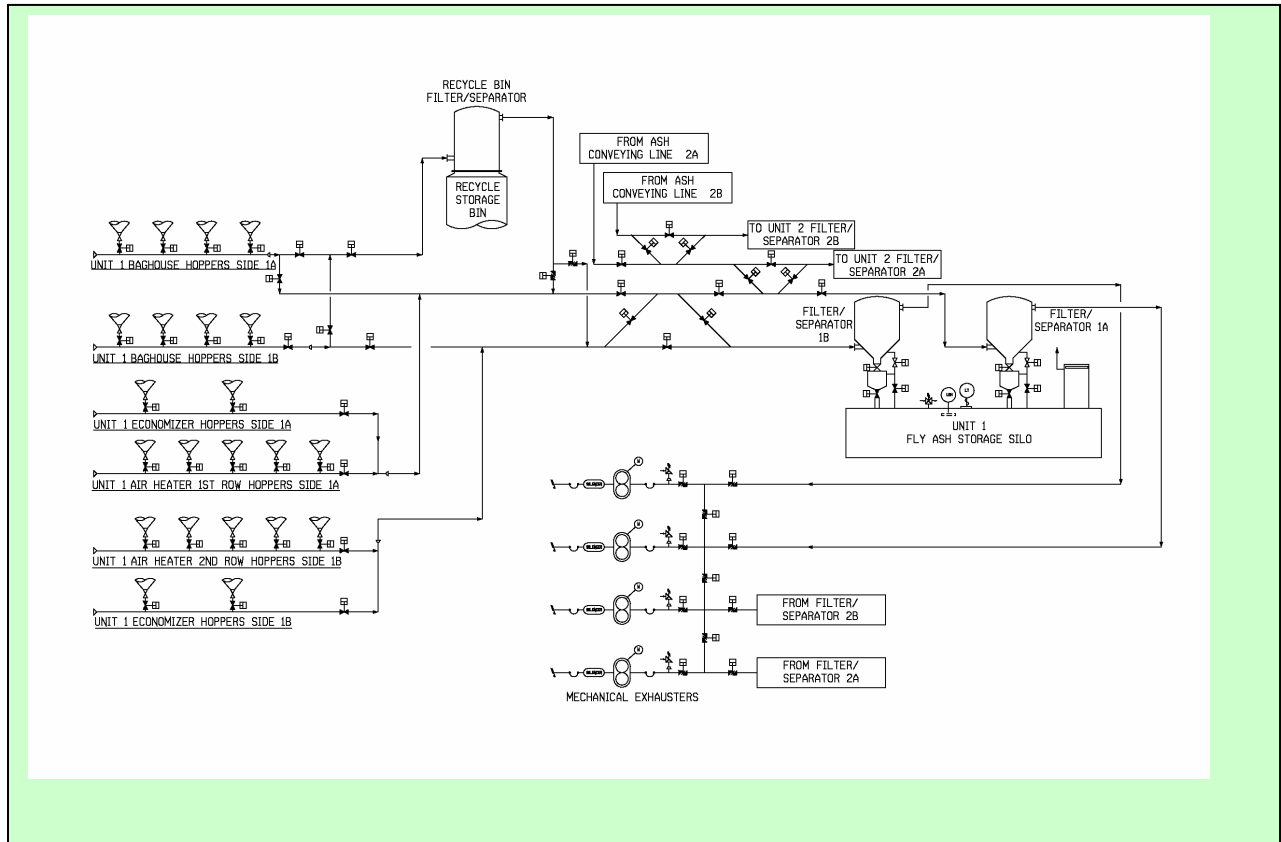 RECYCLE BIN
FILTER/SEPARATOR
RECYCLE
STORAGE
BIN
FROM ASH
CONVEYING LINE 2A
FROM ASH
CONVEYING LINE 2B
TO UNIT 2 FILTER/
SEPARATOR 2B
TO UNIT 2 FILTER/
SEPARATOR 2A
UNIT 1 BAGHOUSE HOPPERS SIDE 1A
UNIT 1 BAGHOUSE HOPPERS SIDE 1B
FILTER/
SEPARATOR
1B
FILTER/
SEPARATOR 1A
UNIT 1
FLY ASH STORAGE SILO
UNIT 1 ECONOMIZER HOPPERS SIDE 1A
UNIT 1 AIR HEATER 1ST ROW HOPPERS SIDE 1A
UNIT 1 AIR HEATER 2ND ROW HOPPERS SIDE 1B
UNIT 1 ECONOMIZER HOPPERS SIDE 1B
M
M
M
M
FROM FILTER/
SEPARATOR 2B
FROM FILTER/
SEPARATOR 2A
MECHANICAL EXHAUSTERS